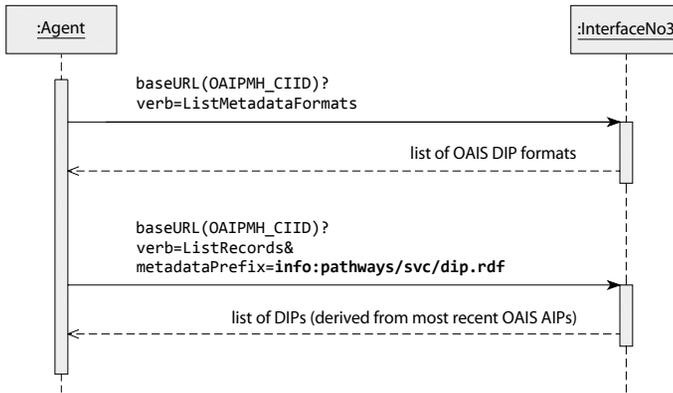 :Agent
:InterfaceNo3
baseURL(OAIPMH_CIID)?
verb=ListMetadataFormats
list of OAIS DIP formats
baseURL(OAIPMH_CIID)?
verb=ListRecords&
metadataPrefix=info:pathways/svc/dip.rdf
list of DIPs (derived from most recent OAIS AIPs)